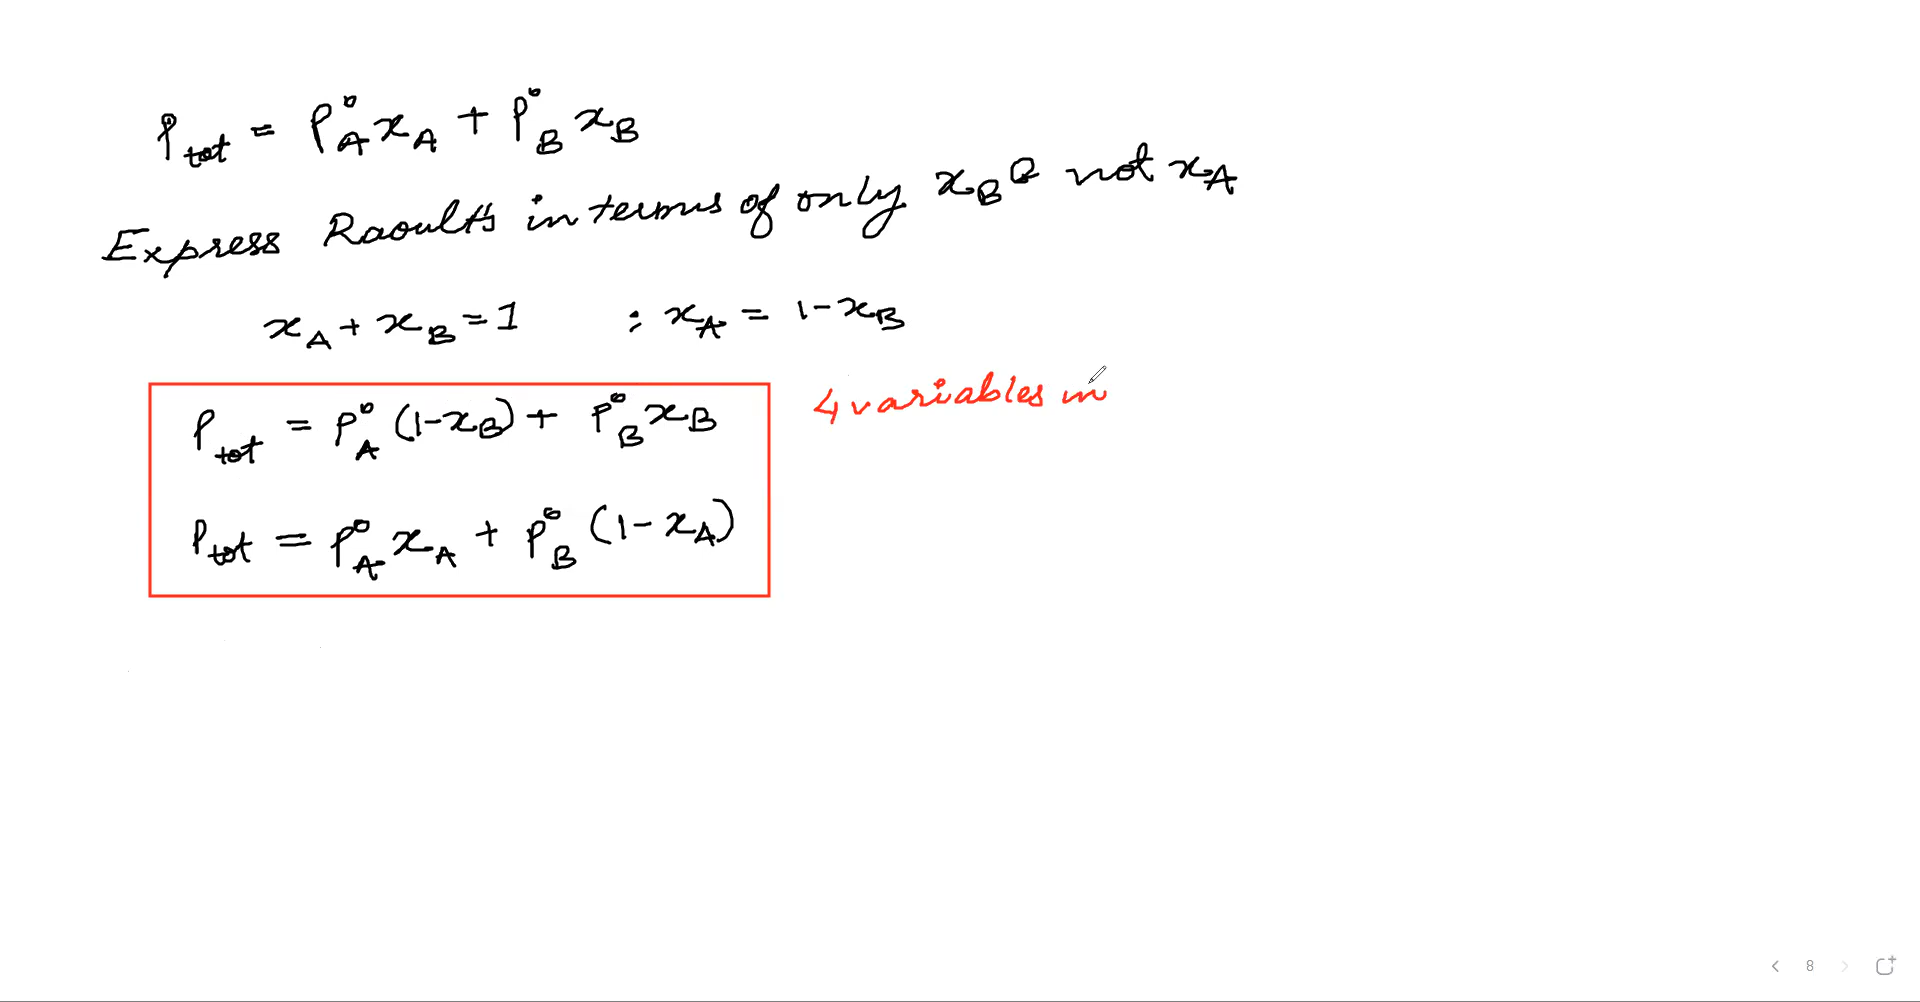 P_tot = P°_A x_A + P°_B x_B
Express Raoult's in terms of only x_B not x_A
x_A + x_B = 1 : x_A = 1 - x_B
P_tot = P°_A (1-x_B) + P°_B x_B
4 variables in
P_tot = P°_A x_A + P°_B (1 - x_A)
8